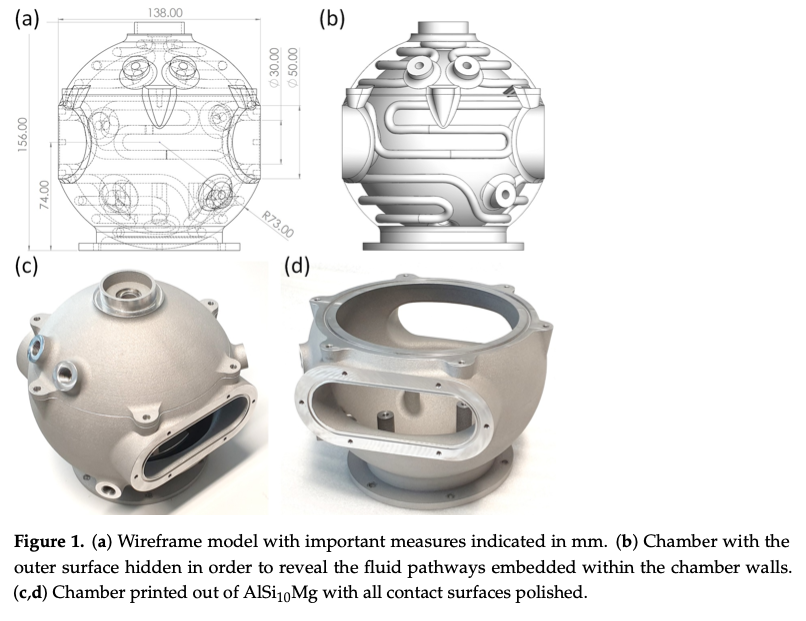 (a)
138.00
(b)
∅ 30.00
∅ 50.00
156.00
74.00
R73.00
(c)
(d)
Figure 1. (a) Wireframe model with important measures indicated in mm. (b) Chamber with the
outer surface hidden in order to reveal the fluid pathways embedded within the chamber walls.
(c,d) Chamber printed out of AlSi₁₀Mg with all contact surfaces polished.